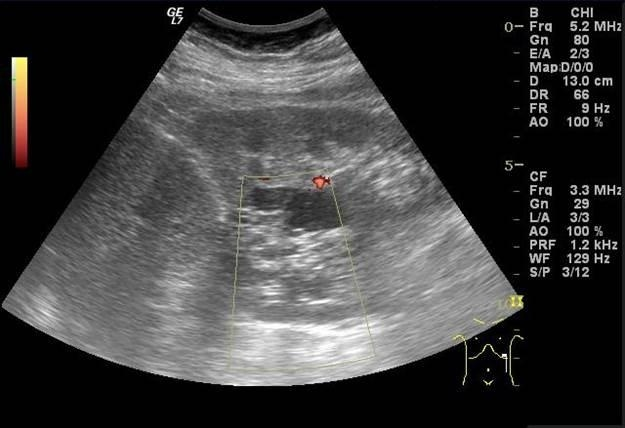 GE
L7
0
5
10
B CHI
Frq 5.2 MHz
Gn 80
E/A 2/3
Map D/0/0
D 13.0 cm
DR 66
FR 9 Hz
AO 100 %
CF
Frq 3.3 MHz
Gn 29
L/A 3/3
AO 100 %
PRF 1.2 kHz
WF 129 Hz
S/P 3/12